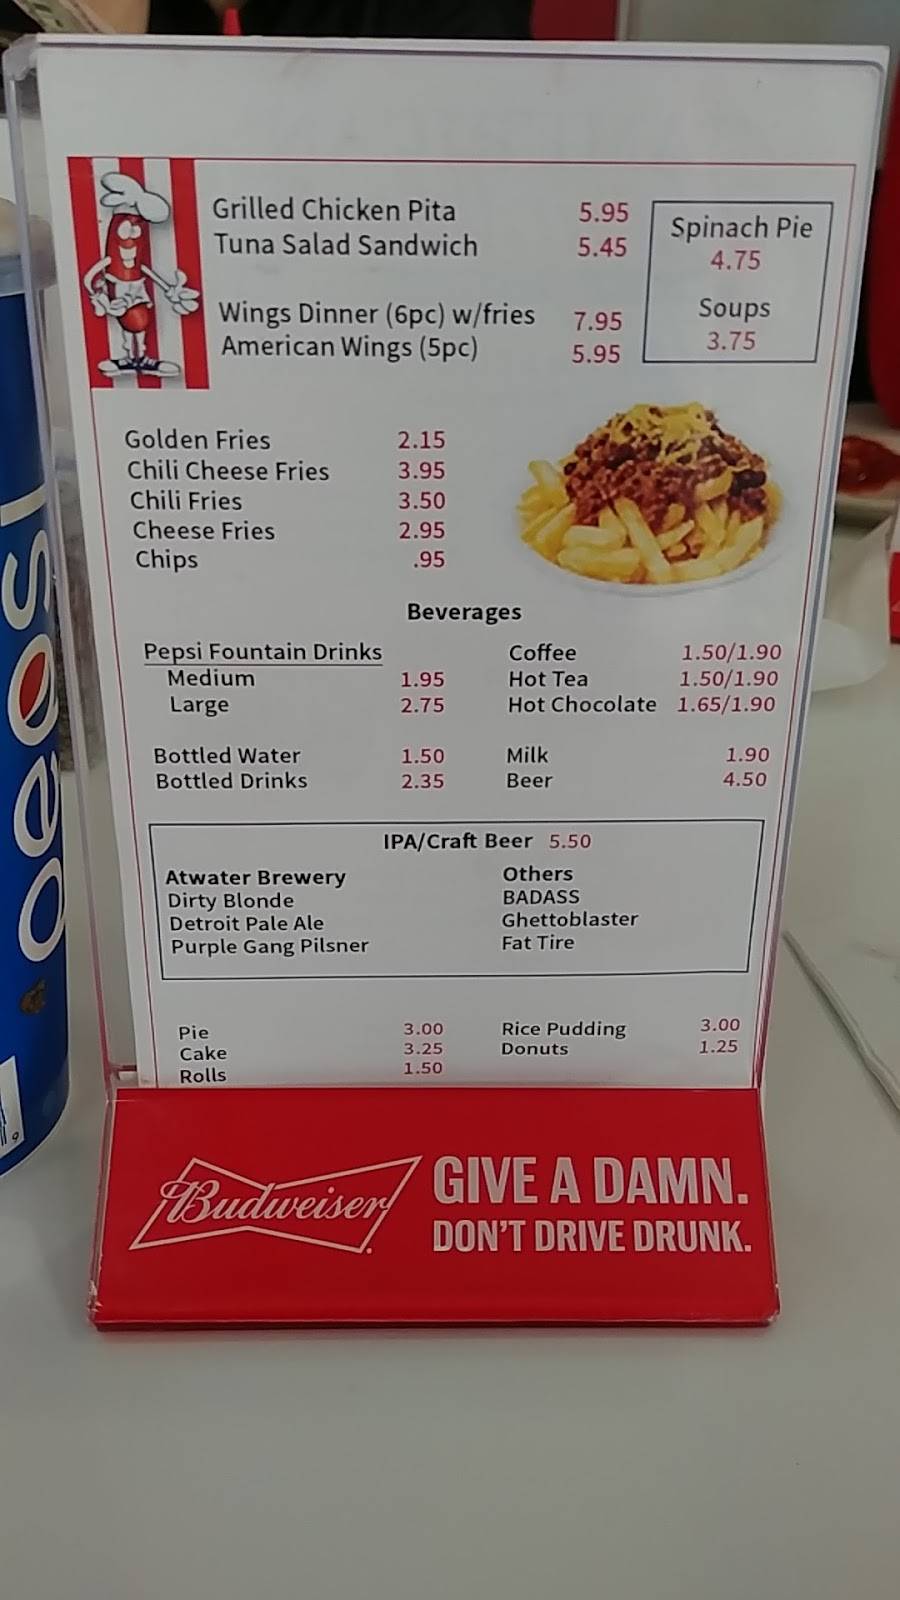 Grilled Chicken Pita 5.95
Tuna Salad Sandwich 5.45
Spinach Pie
4.75
Soups
3.75
Wings Dinner (6pc) w/fries 7.95
American Wings (5pc) 5.95
Golden Fries 2.15
Chili Cheese Fries 3.95
Chili Fries 3.50
Cheese Fries 2.95
Chips .95
Beverages
Pepsi Fountain Drinks
Medium 1.95
Large 2.75
Coffee 1.50/1.90
Hot Tea 1.50/1.90
Hot Chocolate 1.65/1.90
Bottled Water 1.50
Bottled Drinks 2.35
Milk 1.90
Beer 4.50
IPA/Craft Beer 5.50
Atwater Brewery
Dirty Blonde
Detroit Pale Ale
Purple Gang Pilsner
Others
BADASS
Ghettoblaster
Fat Tire
Pie 3.00
Cake 3.25
Rolls 1.50
Rice Pudding 3.00
Donuts 1.25
Budweiser
GIVE A DAMN.
DON'T DRIVE DRUNK.
pepsi